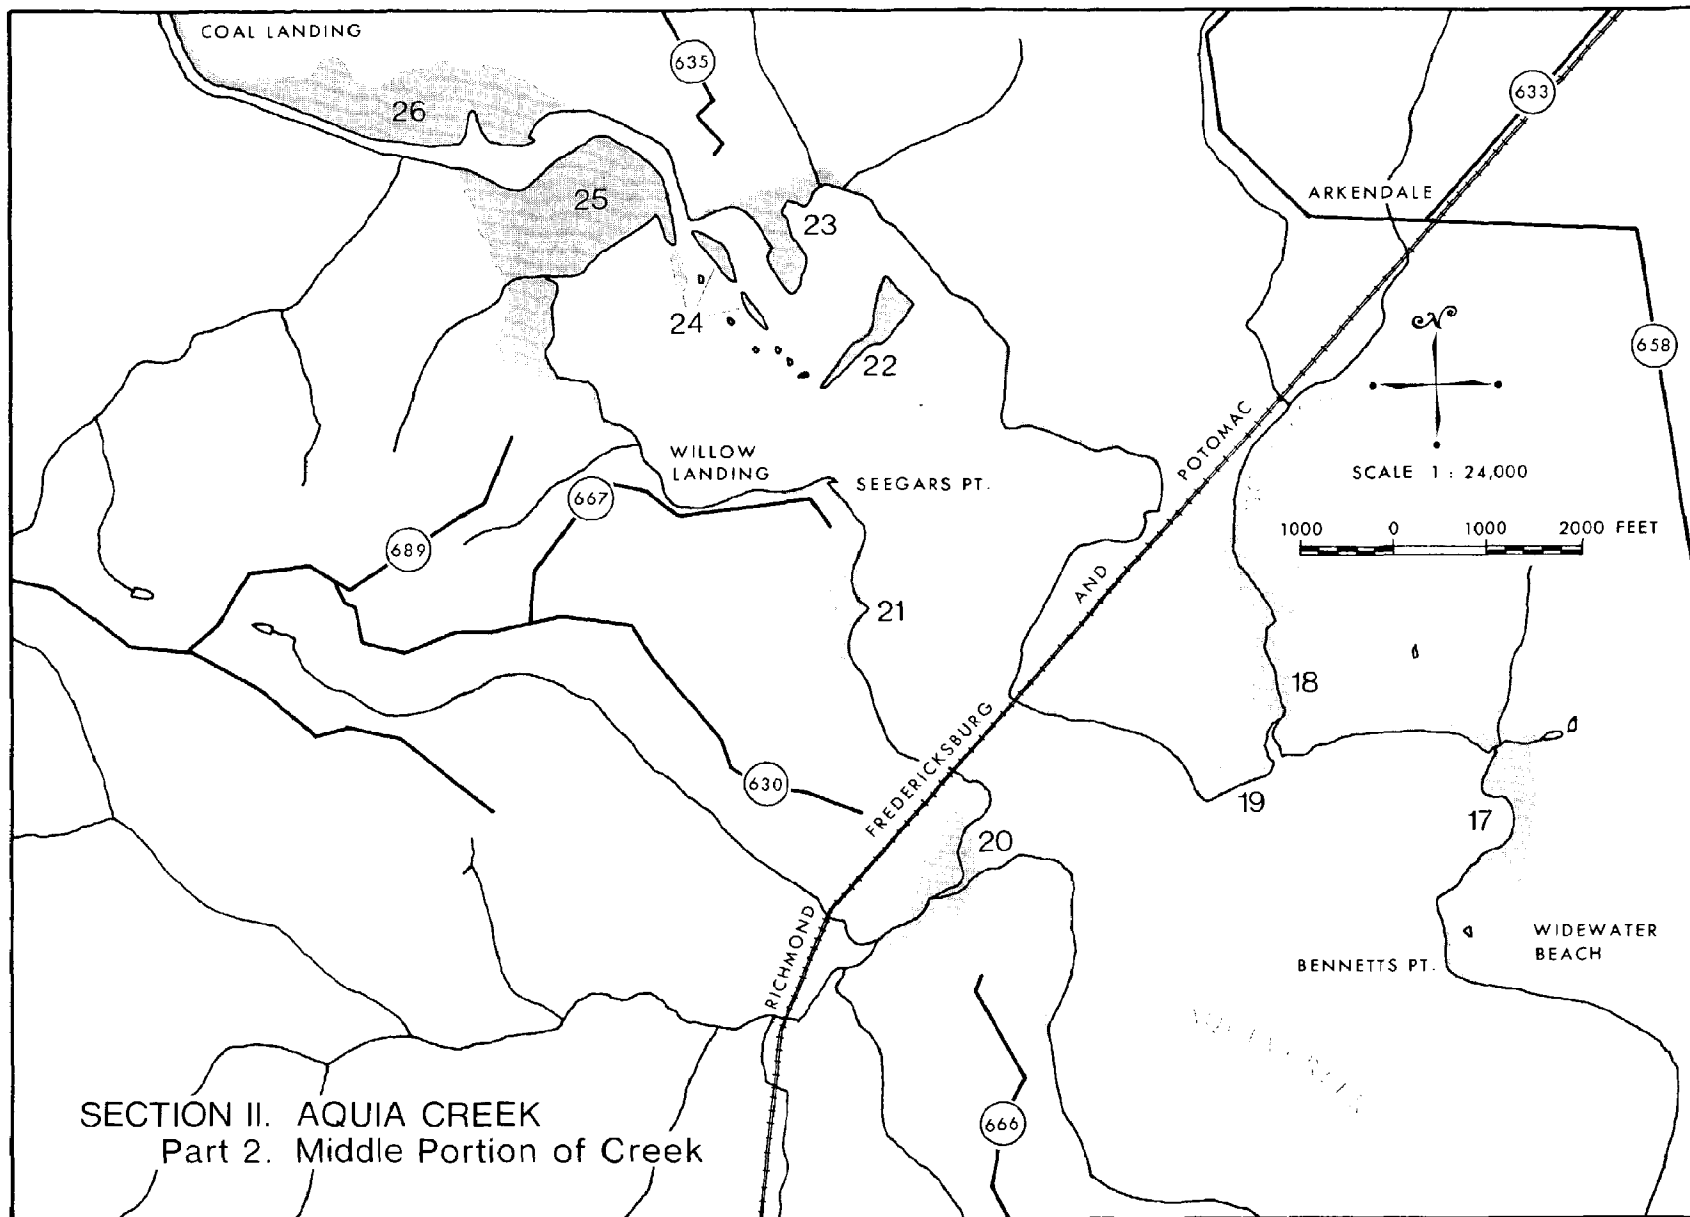 COAL LANDING
635
633
26
25
23
ARKENDALE
24
22
N
658
WILLOW
LANDING
SEEGARS PT.
SCALE 1 : 24,000
1000 0 1000 2000 FEET
667
689
21
RICHMOND FREDERICKSBURG AND POTOMAC
18
19
17
630
20
WIDEWATER
BEACH
BENNETTS PT.
666
SECTION II. AQUIA CREEK
Part 2. Middle Portion of Creek